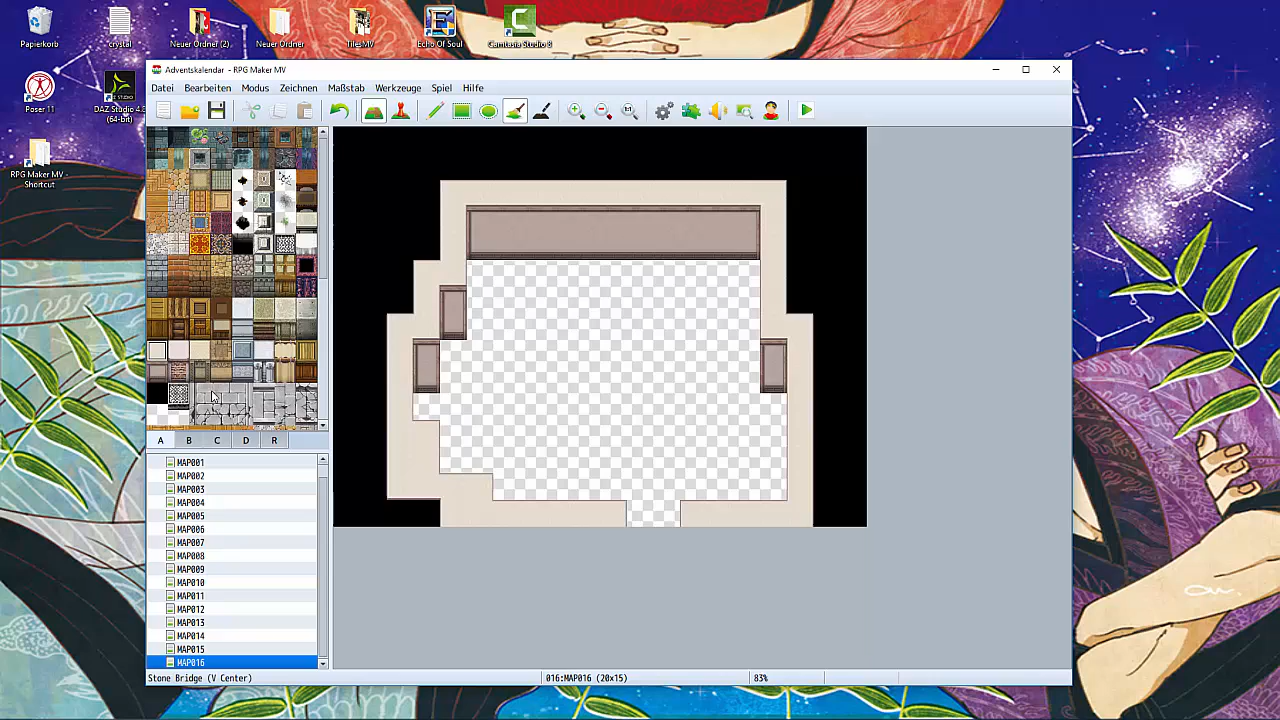 Papierkorb
crystal
Neuer Ordner (2)
Neuer Ordner
TilesMV
Echo Of Soul
Camtasia Studio 8
Poser 11
DAZ Studio 4.8
(64-bit)
RPG Maker MV -
Shortcut
Adventskalendar - RPG Maker MV
Datei Bearbeiten Modus Zeichnen Maßstab Werkzeuge Spiel Hilfe
A B C D R
MAP001
MAP002
MAP003
MAP004
MAP005
MAP006
MAP007
MAP008
MAP009
MAP010
MAP011
MAP012
MAP013
MAP014
MAP015
MAP016
Stone Bridge (V Center)
016:MAP016 (20x15)
83%